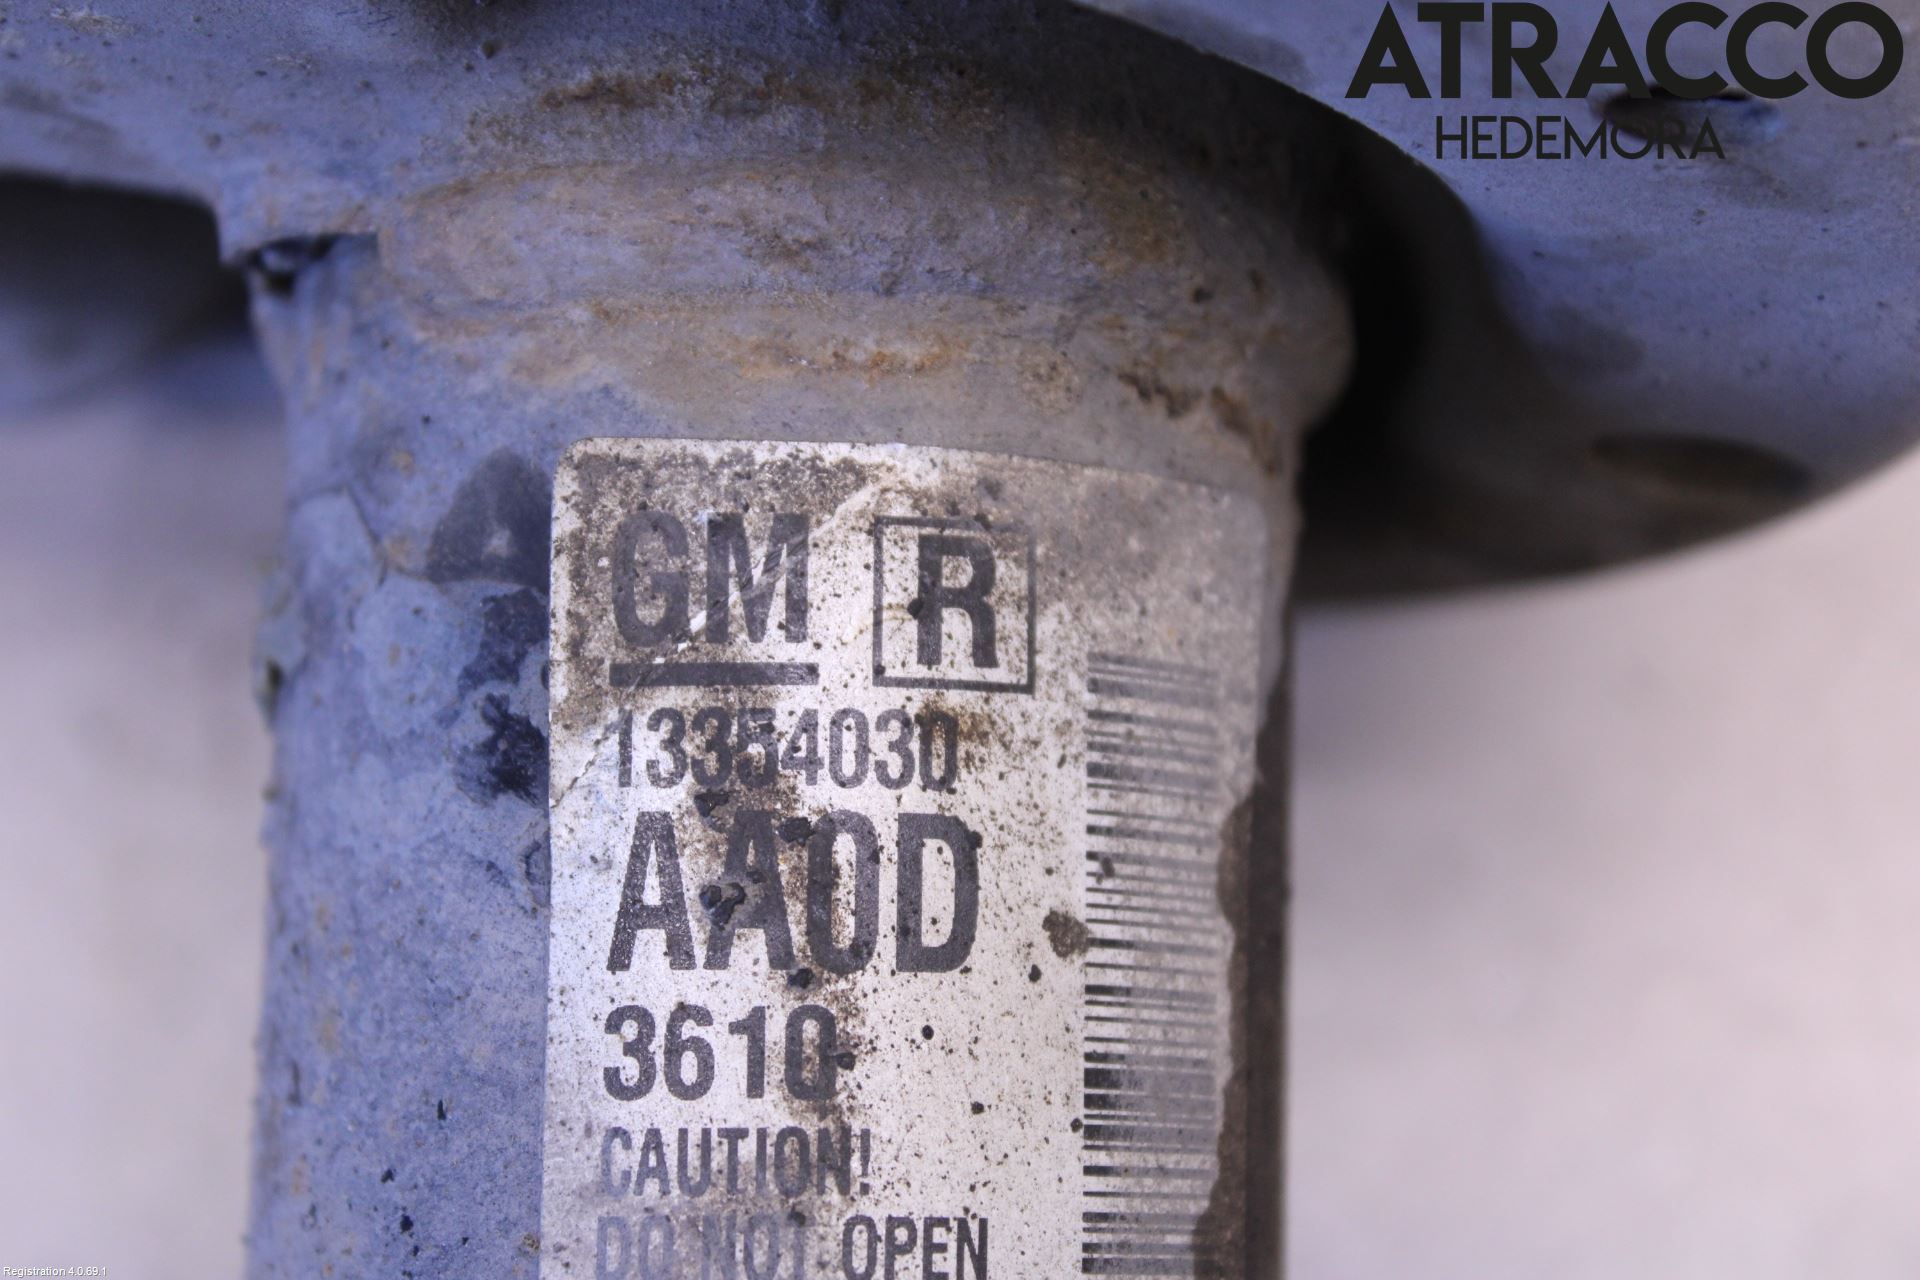 ATRACCO
HEDEMORA
GM R
13354030
AA0D
3610
CAUTION!
DO NOT OPEN
Registration 4.0.69.1